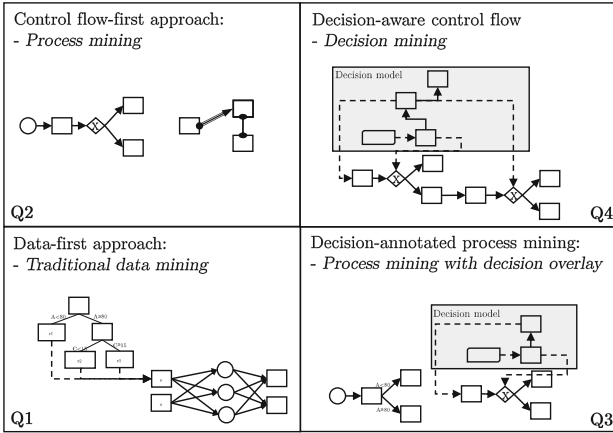 Control flow-first approach:
- Process mining
X
Q2
Decision-aware control flow
- Decision mining
Decision model
X
X
Q4
Data-first approach:
- Traditional data mining
A<80
A≥80
Q1
Decision-annotated process mining:
- Process mining with decision overlay
Decision model
A<80
A≥80
X
Q3